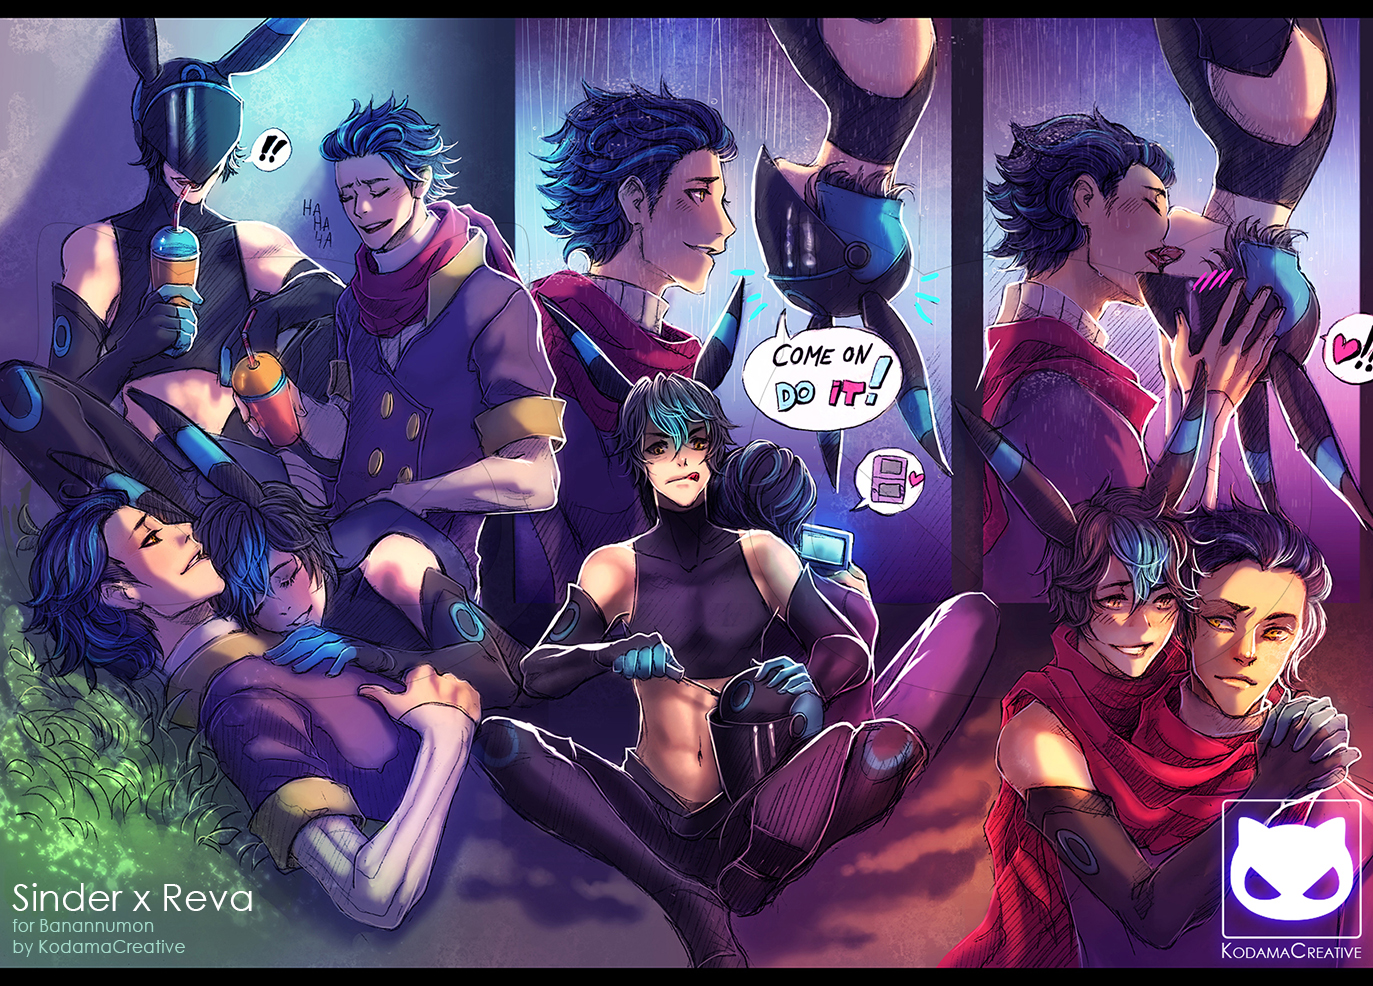 !!
HA
HA
HA
COME ON
DO iT!
!!
Sinder x Reva
for Banannumon
by KodamaCreative
KODAMACREATIVE